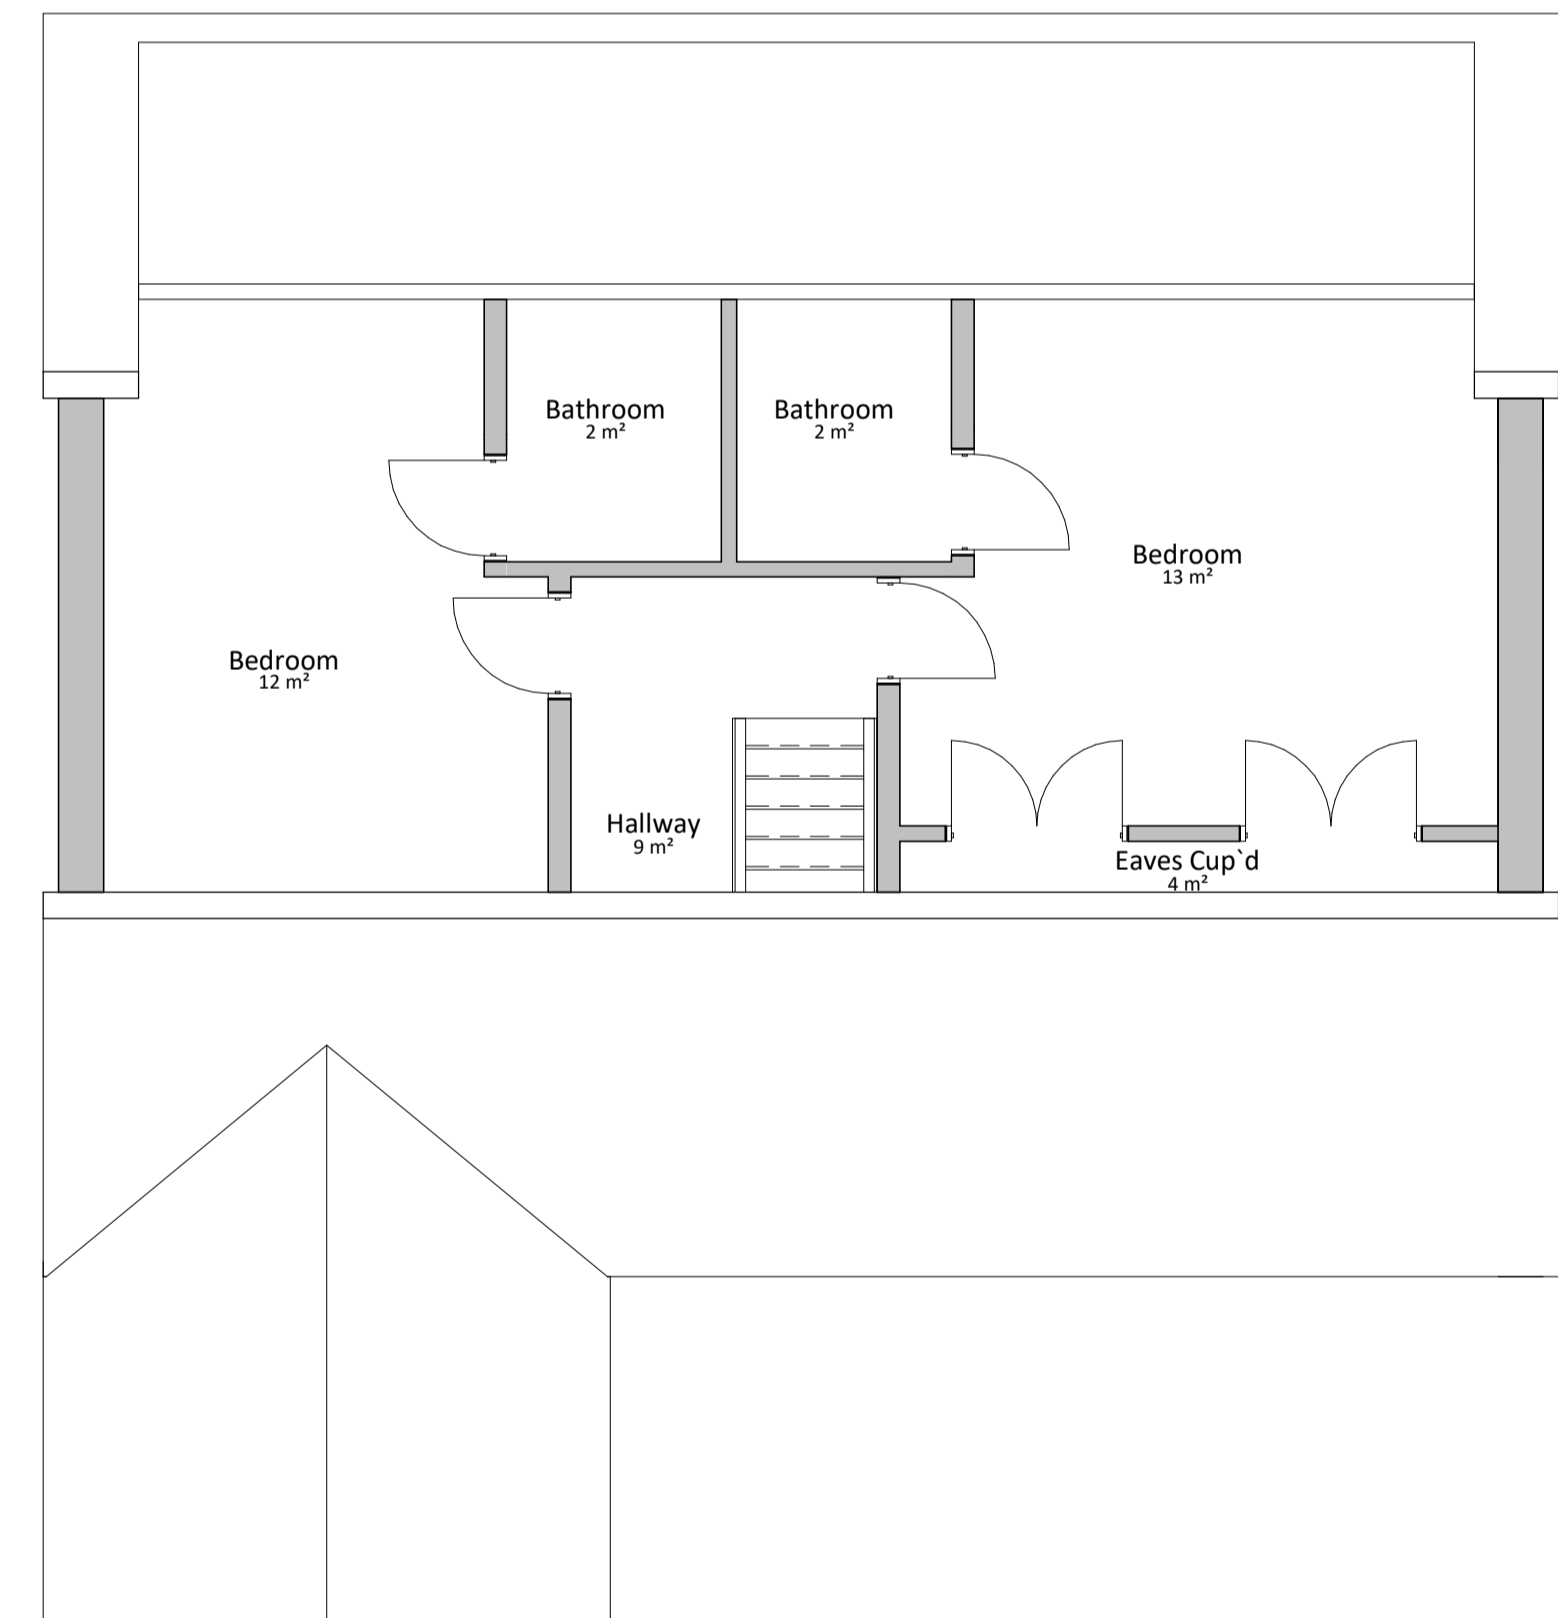 Bathroom
2 m²
Bathroom
2 m²
Bedroom
13 m²
Bedroom
12 m²
Hallway
9 m²
Eaves Cup`d
4 m²